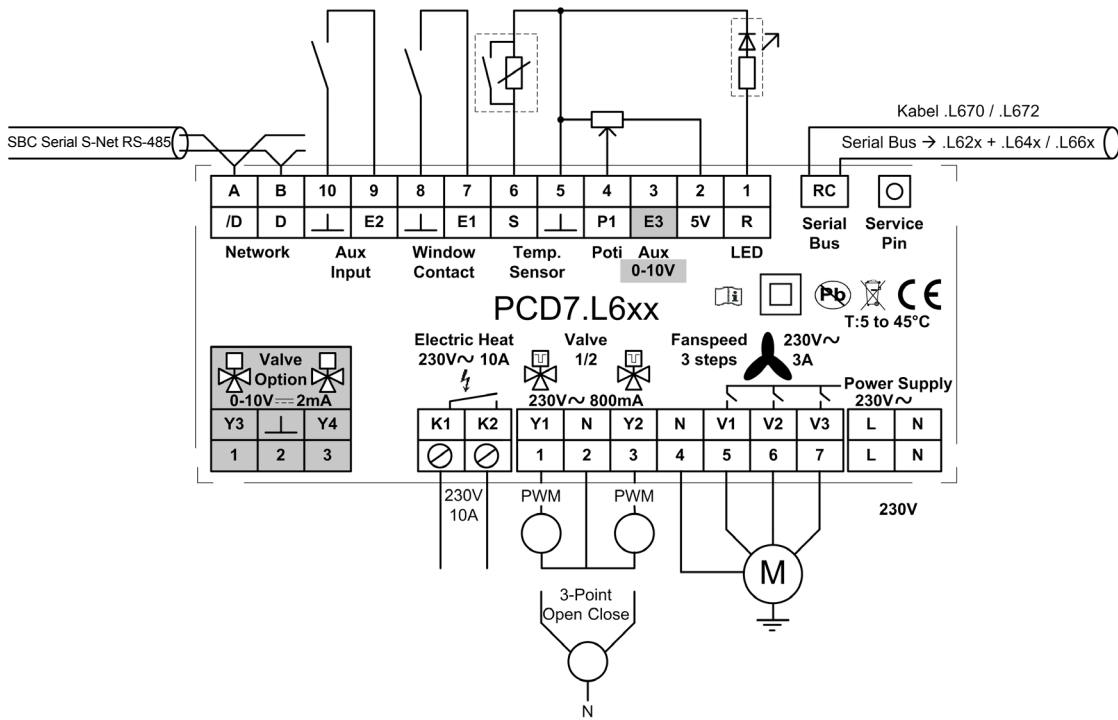 SBC Serial S-Net RS-485
Kabel .L670 / .L672
Serial Bus → .L62x + .L64x / .L66x
A B 10 9 8 7 6 5 4 3 2 1
/D D ⊥ E2 ⊥ E1 S ⊥ P1 E3 5V R
RC
Serial
Bus
Service
Pin
Network
Aux
Input
Window
Contact
Temp.
Sensor
Poti
Aux
0-10V
LED
PCD7.L6xx
Pb
CE
T:5 to 45°C
Electric Heat
230V~ 10A
Valve
1/2
230V~ 800mA
Fanspeed
3 steps
230V~
3A
Power Supply
230V~
Valve
Option
0-10V⎓2mA
Y3 ⊥ Y4
1 2 3
K1 K2
Y1 N Y2 N V1 V2 V3
1 2 3 4 5 6 7
L N
L N
230V
10A
PWM
PWM
230V
M
3-Point
Open Close
N